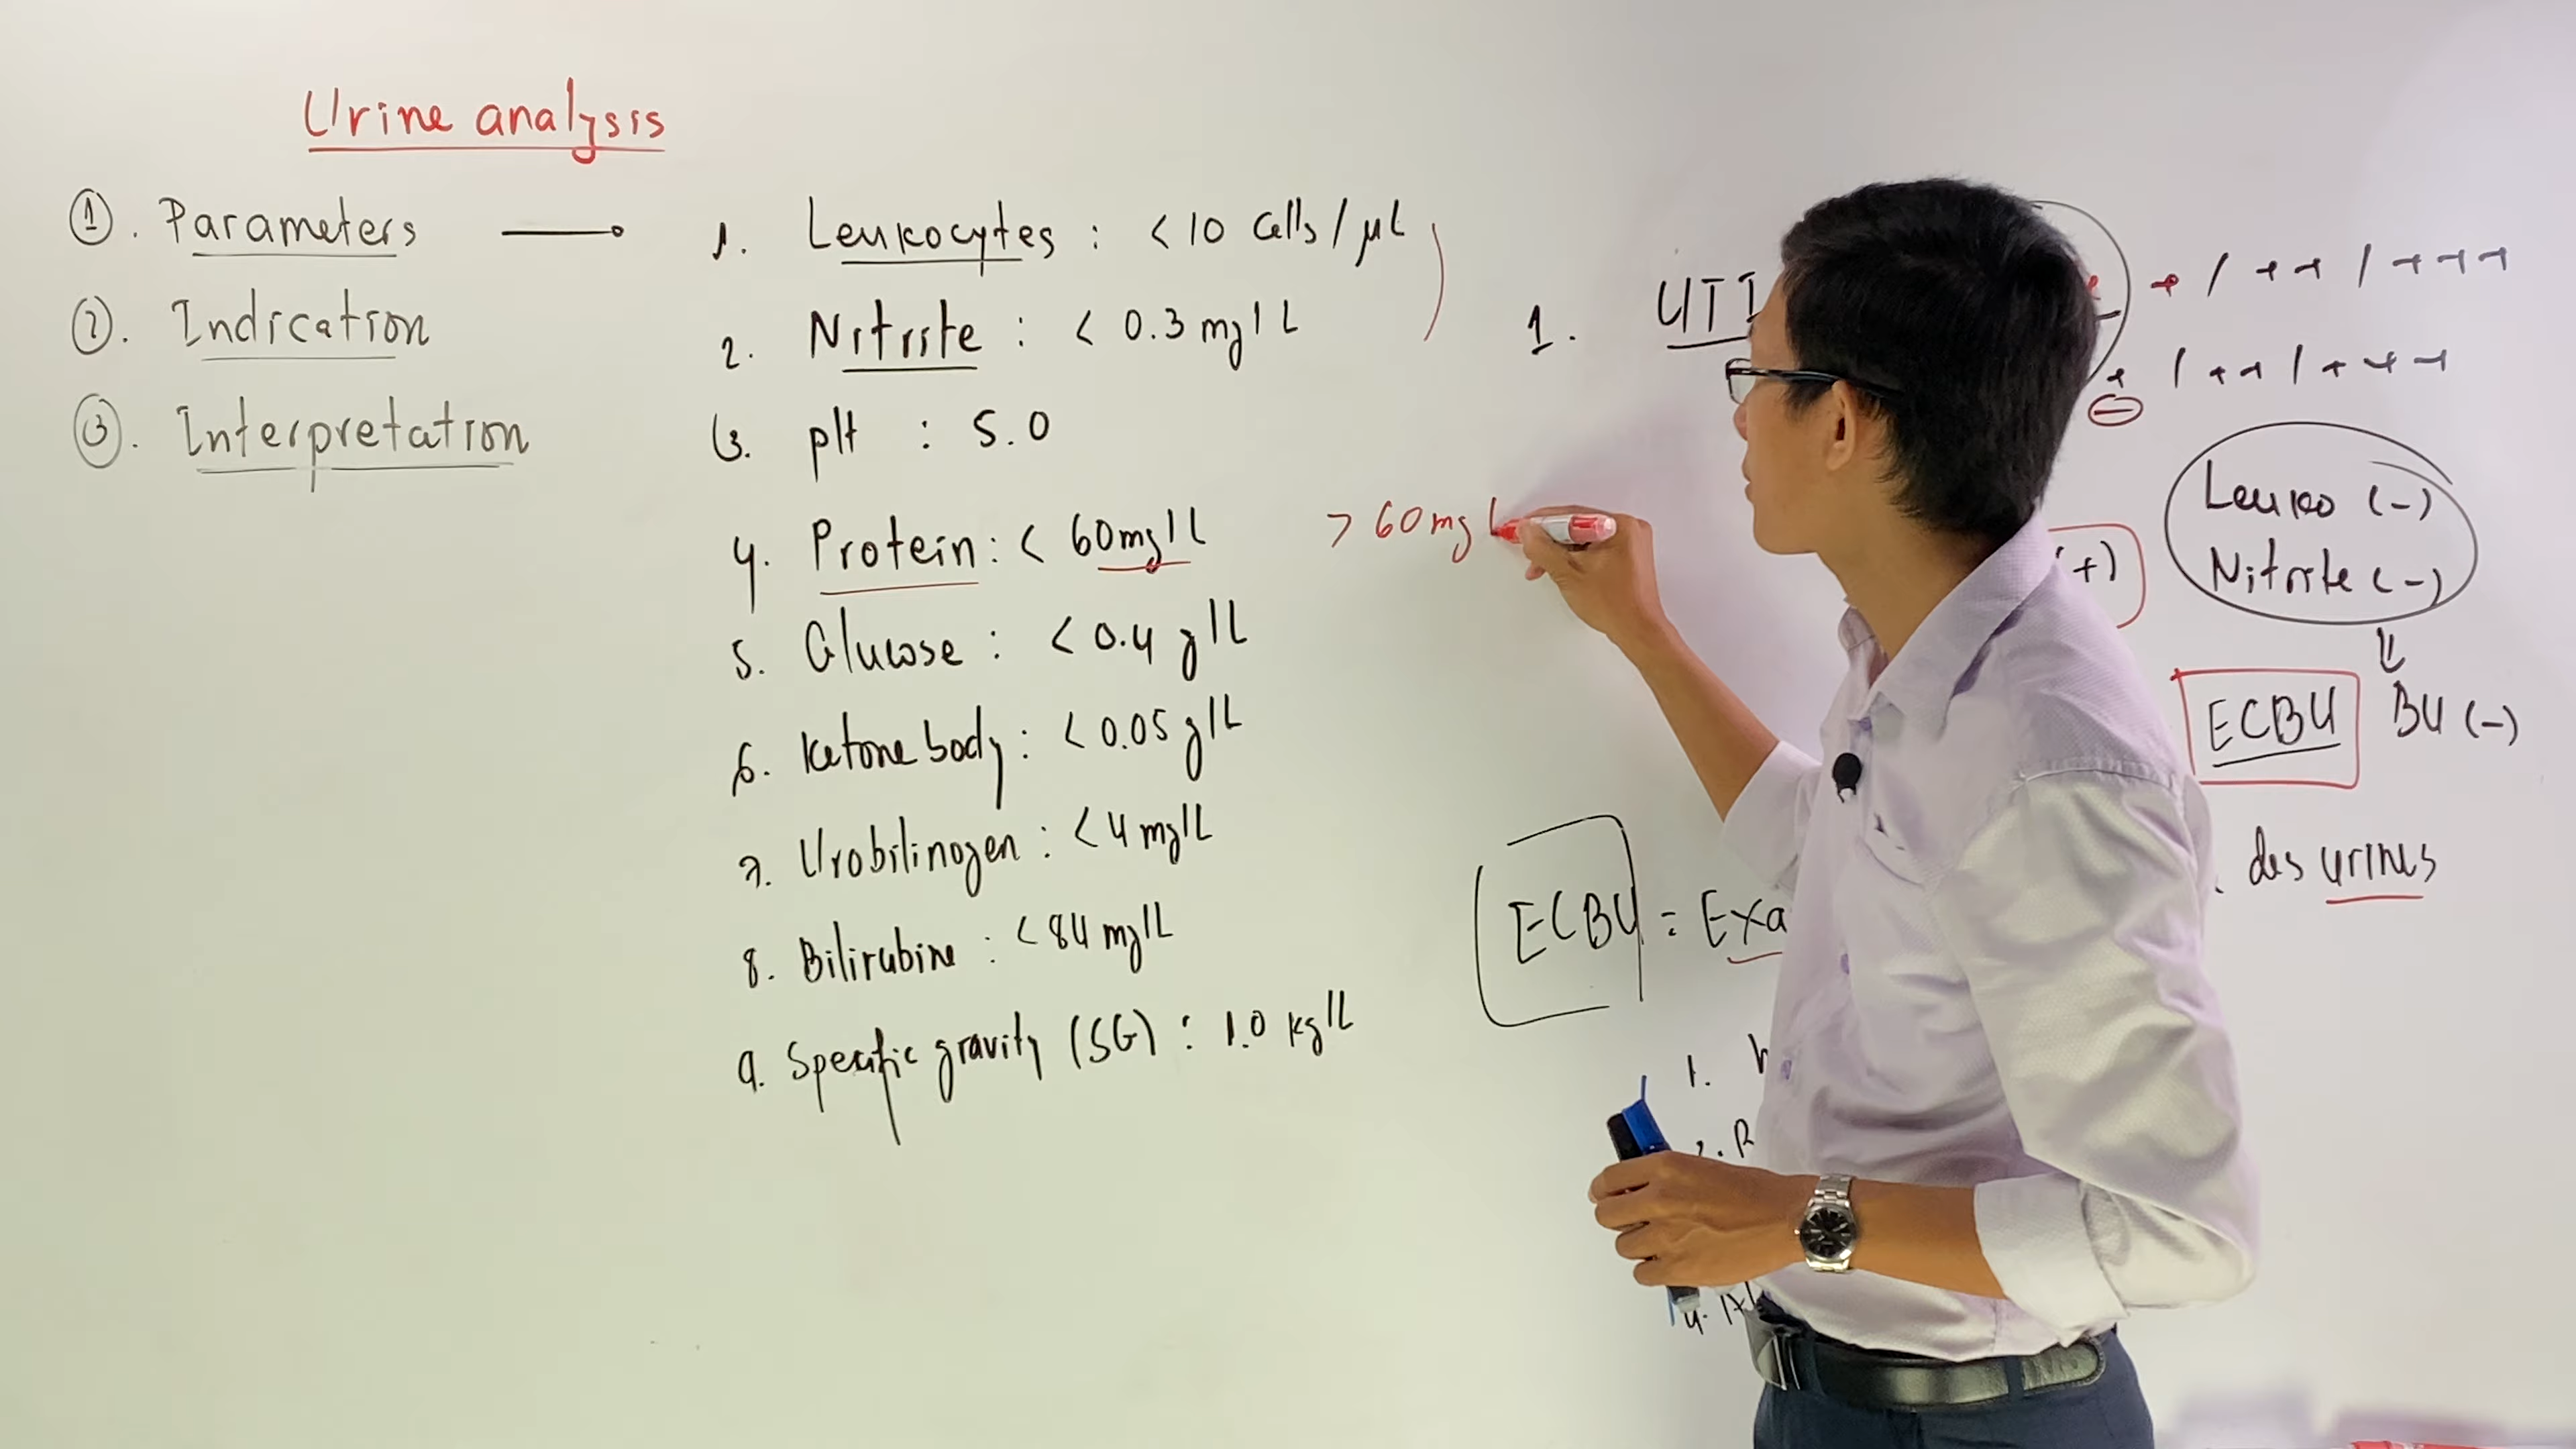 Urine analysis
①. Parameters
②. Indication
③. Interpretation
1. Leukocytes : < 10 Cells/µL
2. Nitrite : < 0.3 mg/L
3. pH : 5.0
4. Protein : < 60mg/L
5. Glucose : < 0.4 g/L
6. Ketone body : < 0.05 g/L
7. Urobilinogen : < 4 mg/L
8. Bilirubine : < 84 mg/L
9. Specific gravity (SG) : 1.0 kg/L
> 60mg
1. UTI
+ / ++ / +++
+ / ++ / +++
(-)
Leuko (-)
Nitrite (-)
+)
ECBU BU (-)
ECBU = Exa
des urines
1.
. R
4.